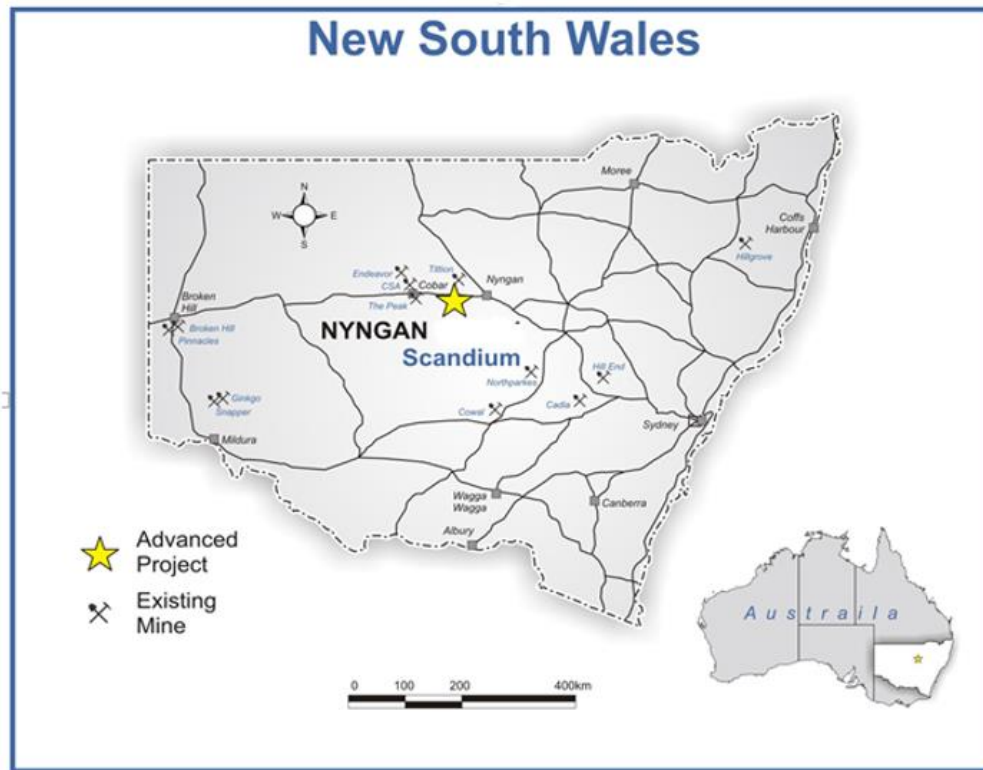 New South Wales
N
W E
S
Moree
Coffs
Harbour
Hillgrove
Endeavor
Tittion
CSA Cobar
Nyngan
The Peak
Broken
Hill
Broken Hill
Pinnacles
NYNGAN
Scandium
Northparkes
Hill End
Ginkgo
Snapper
Cowal
Cadia
Sydney
Mildura
Wagga
Wagga
Canberra
Albury
Advanced
Project
Existing
Mine
Austraila
0 100 200 400km